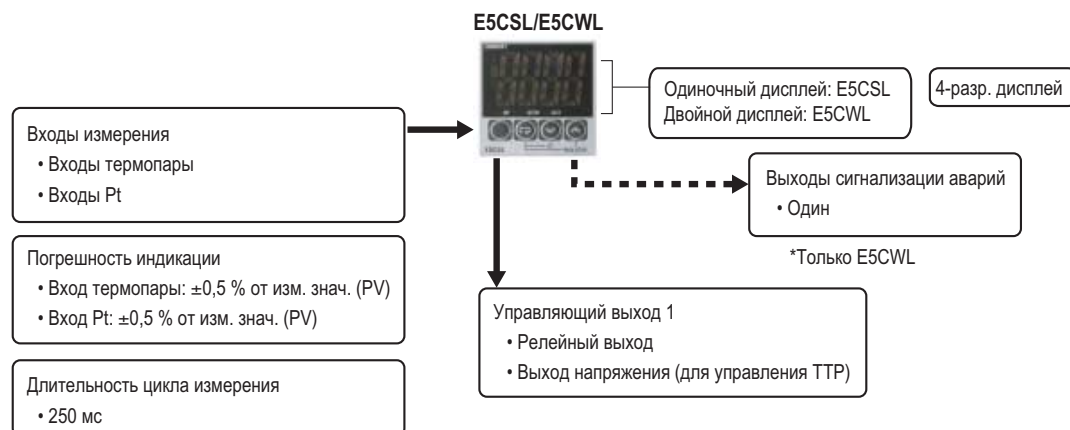 E5CSL/E5CWL
Одиночный дисплей: E5CSL
Двойной дисплей: E5CWL
4-разр. дисплей
Входы измерения
• Входы термопары
• Входы Pt
Выходы сигнализации аварий
• Один
*Только E5CWL
Погрешность индикации
• Вход термопары: ±0,5 % от изм. знач. (PV)
• Вход Pt: ±0,5 % от изм. знач. (PV)
Управляющий выход 1
• Релейный выход
• Выход напряжения (для управления ТТР)
Длительность цикла измерения
• 250 мс